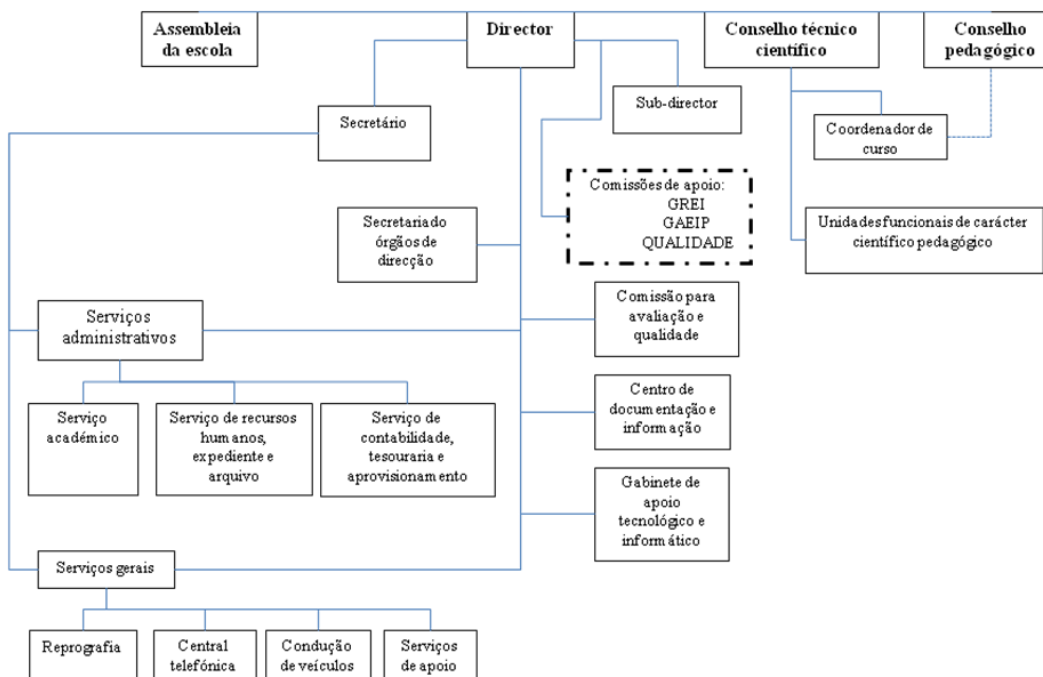 Assembleia
da escola
Director
Conselho técnico
científico
Conselho
pedagógico
Secretário
Sub-director
Coordenador de
curso
Comissões de apoio:
GREI
GAEIP
QUALIDADE
Secretariado
órgãos de
direcção
Unidades funcionais de carácter
científico pedagógico
Serviços
administrativos
Comissão para
avaliação e
qualidade
Serviço
académico
Serviço de recursos
humanos,
expediente e
arquivo
Serviço de
contabilidade,
tesouraria e
aprovisionamento
Centro de
documentação e
informação
Gabinete de
apoio
tecnológico e
informático
Serviços gerais
Reprografia
Central
telefónica
Condução
de veículos
Serviços
de apoio